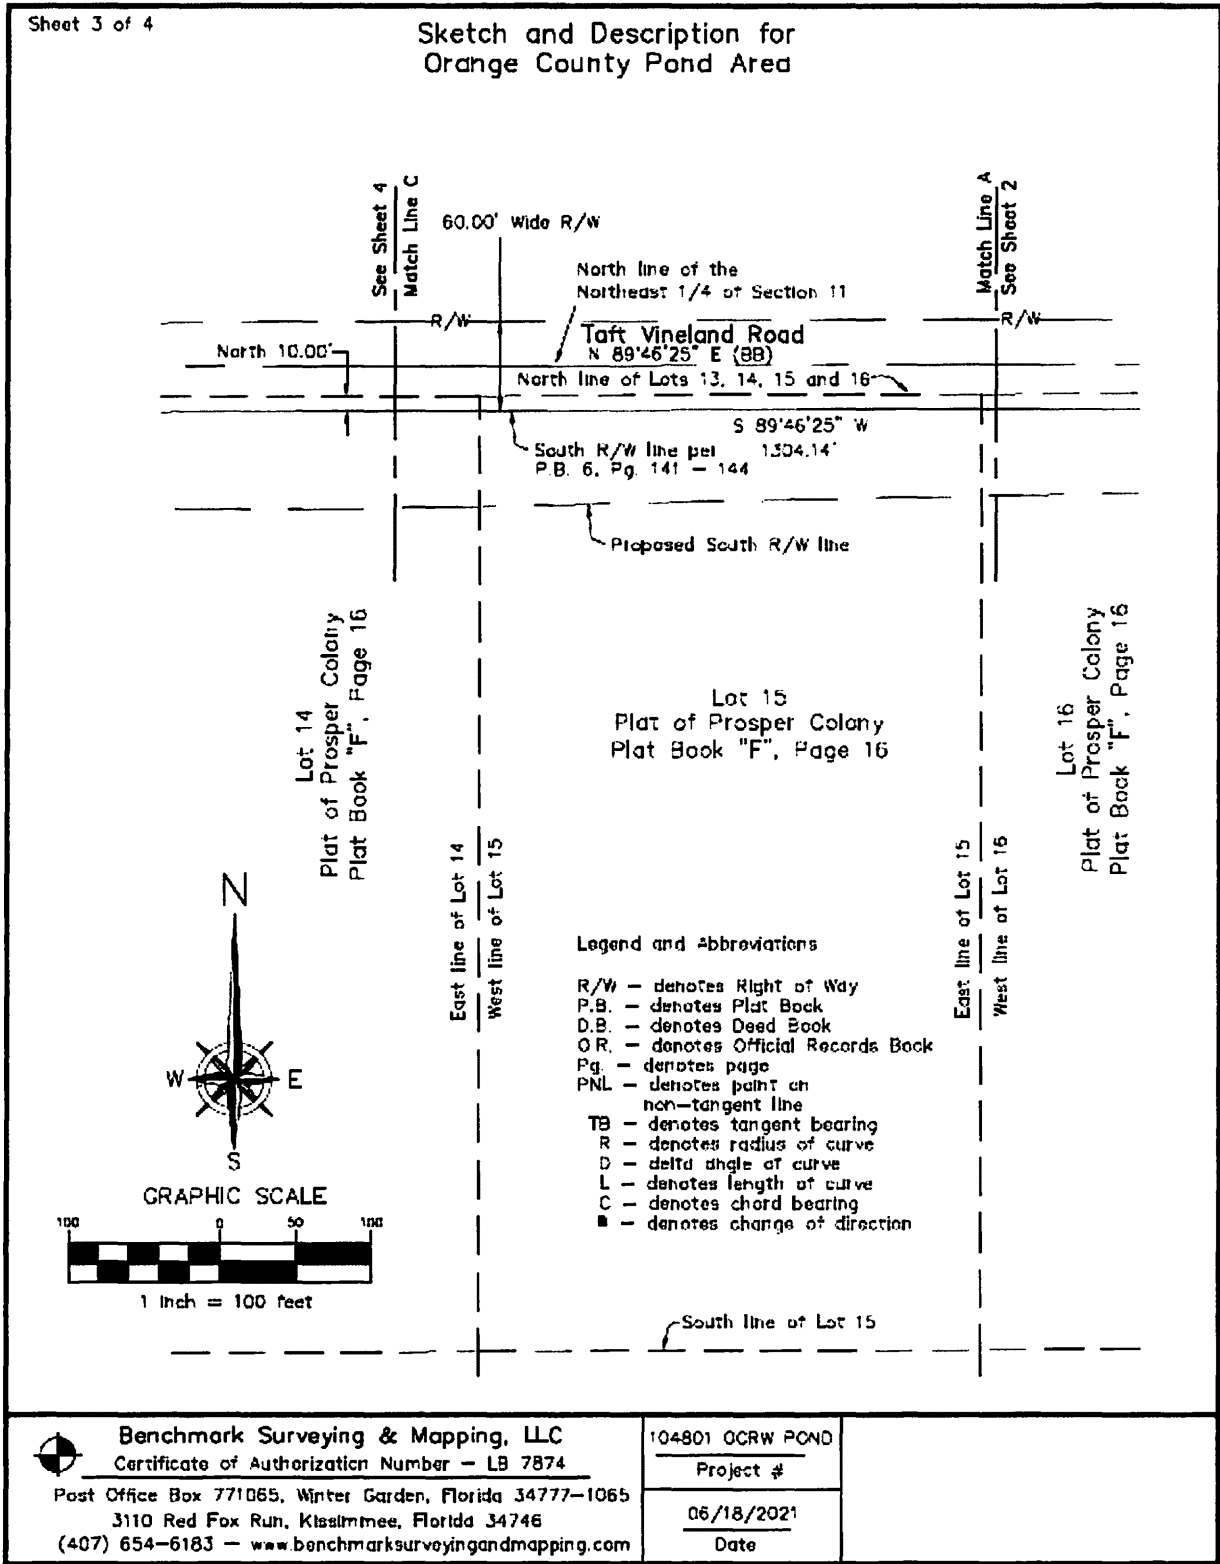 Sheet 3 of 4
Sketch and Description for
Orange County Pond Area
See Sheet 4
Match Line C
60.00' Wide R/W
Match Line A
See Sheet 2
North line of the
Northeast 1/4 of Section 11
R/W
R/W
Taft Vineland Road
N 89°46'25" E (BB)
North 10.00'
North line of Lots 13, 14, 15 and 16
S 89°46'25" W
1304.14'
South R/W line per
P.B. 6, Pg. 141 – 144
Proposed South R/W line
Lot 14
Plat of Prosper Colony
Plat Book "F", Page 16
Lot 15
Plat of Prosper Colony
Plat Book "F", Page 16
Lot 16
Plat of Prosper Colony
Plat Book "F", Page 16
East line of Lot 14
West line of Lot 15
East line of Lot 15
West line of Lot 16
N
W
E
S
Legend and Abbreviations
R/W – denotes Right of Way
P.B. – denotes Plat Book
D.B. – denotes Deed Book
O.R. – denotes Official Records Book
Pg. – denotes page
PNL – denotes point on
non-tangent line
TB – denotes tangent bearing
R – denotes radius of curve
D – delta angle of curve
L – denotes length of curve
C – denotes chord bearing
– denotes change of direction
GRAPHIC SCALE
100 0 50 100
1 inch = 100 feet
South line of Lot 15
Benchmark Surveying & Mapping, LLC
Certificate of Authorization Number – LB 7874
Post Office Box 771065, Winter Garden, Florida 34777-1065
3110 Red Fox Run, Kissimmee, Florida 34746
(407) 654-6183 – www.benchmarksurveyingandmapping.com
104801 OCRW POND
Project #
06/18/2021
Date